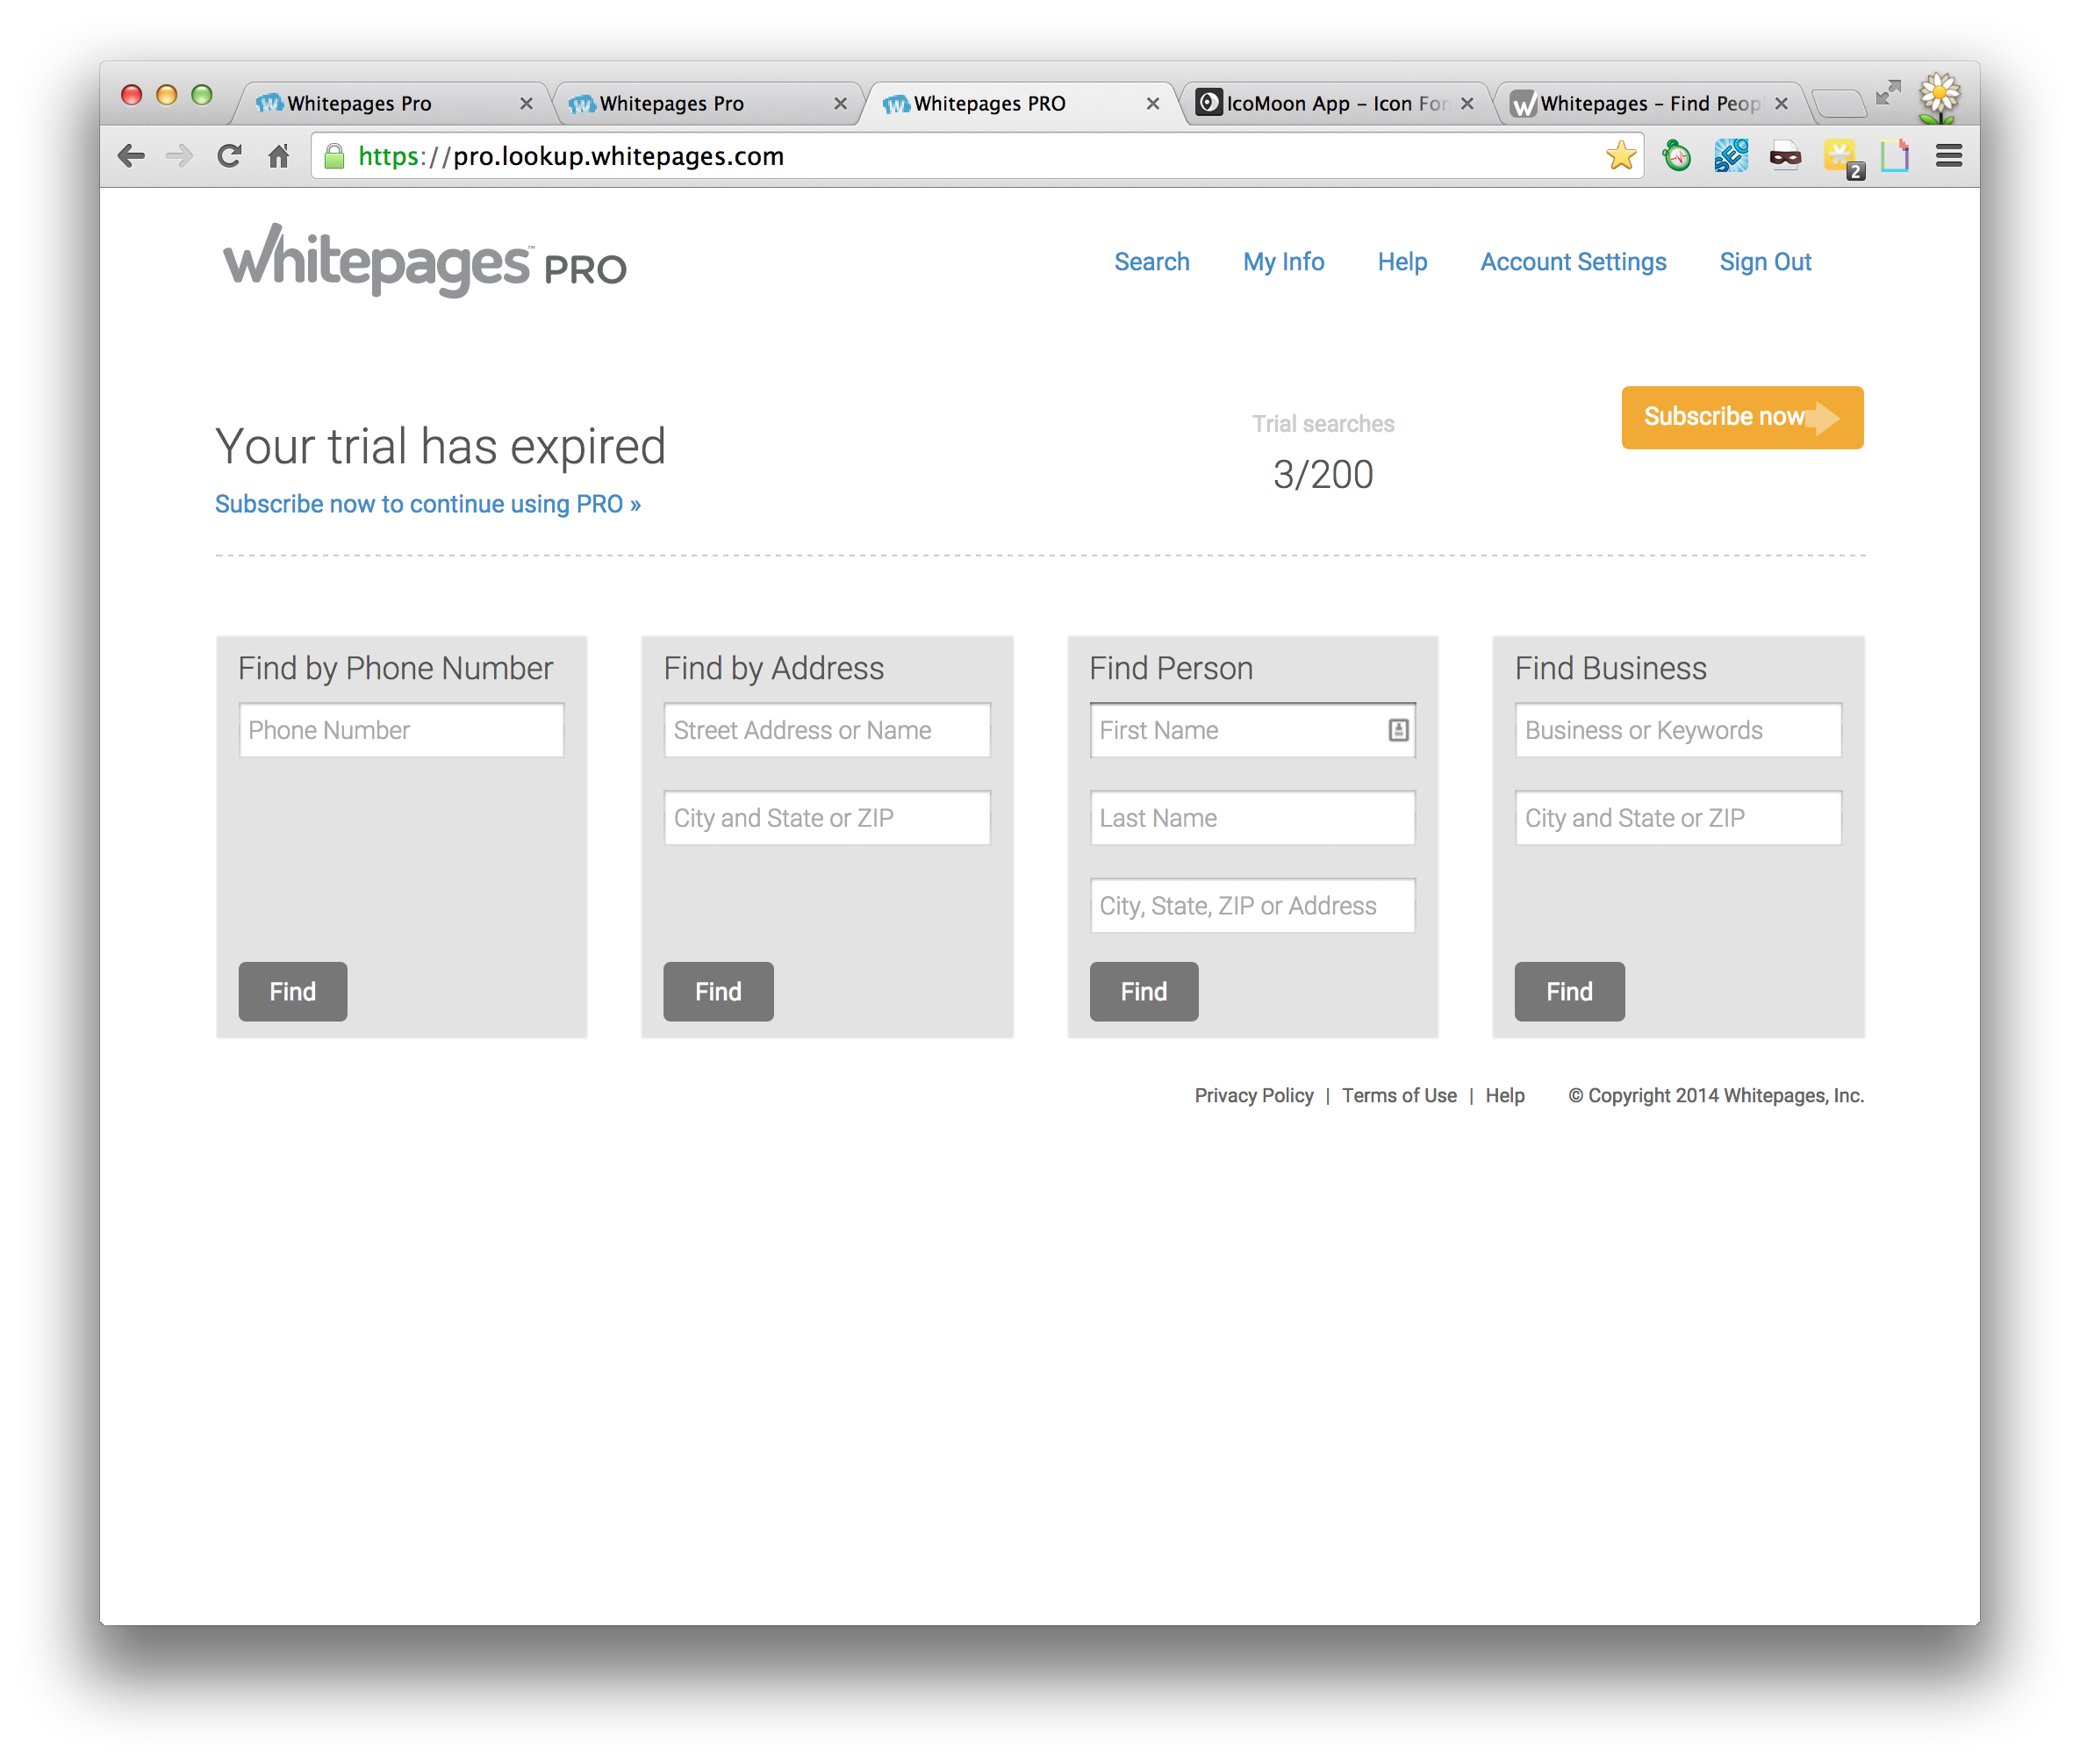 Whitepages Pro
Whitepages Pro
Whitepages PRO
IcoMoon App – Icon Fon
Whitepages – Find Peop
https://pro.lookup.whitepages.com
SEO
2
whitepages™ PRO
Search My Info Help Account Settings Sign Out
Your trial has expired
Subscribe now to continue using PRO »
Trial searches
3/200
Subscribe now
Find by Phone Number
Phone Number
Find
Find by Address
Street Address or Name
City and State or ZIP
Find
Find Person
First Name
Last Name
City, State, ZIP or Address
Find
Find Business
Business or Keywords
City and State or ZIP
Find
Privacy Policy | Terms of Use | Help © Copyright 2014 Whitepages, Inc.